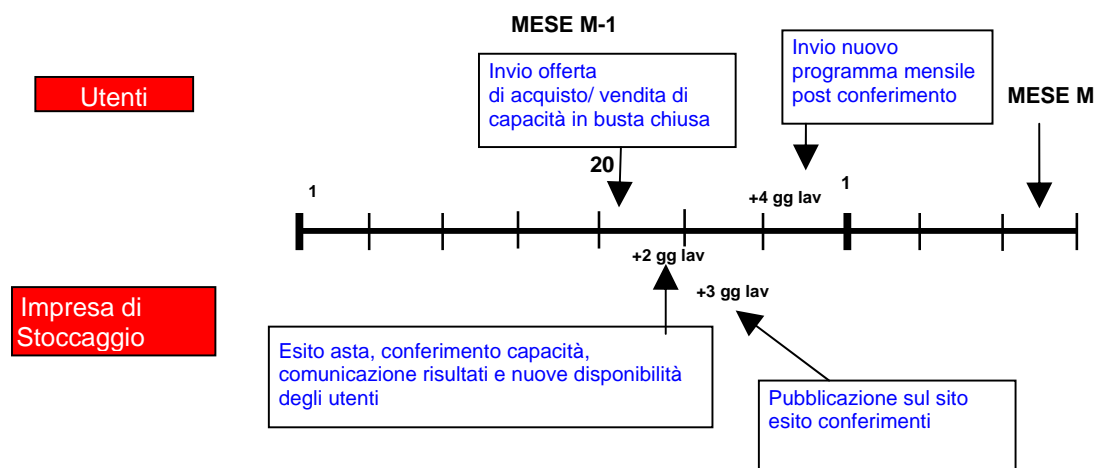 MESE M-1
Invio offerta
di acquisto/ vendita di
capacità in busta chiusa
Invio nuovo
programma mensile
post conferimento
Utenti
MESE M
20
1
+4 gg lav
1
+2 gg lav
+3 gg lav
Impresa di
Stoccaggio
Esito asta, conferimento capacità,
comunicazione risultati e nuove disponibilità
degli utenti
Pubblicazione sul sito
esito conferimenti